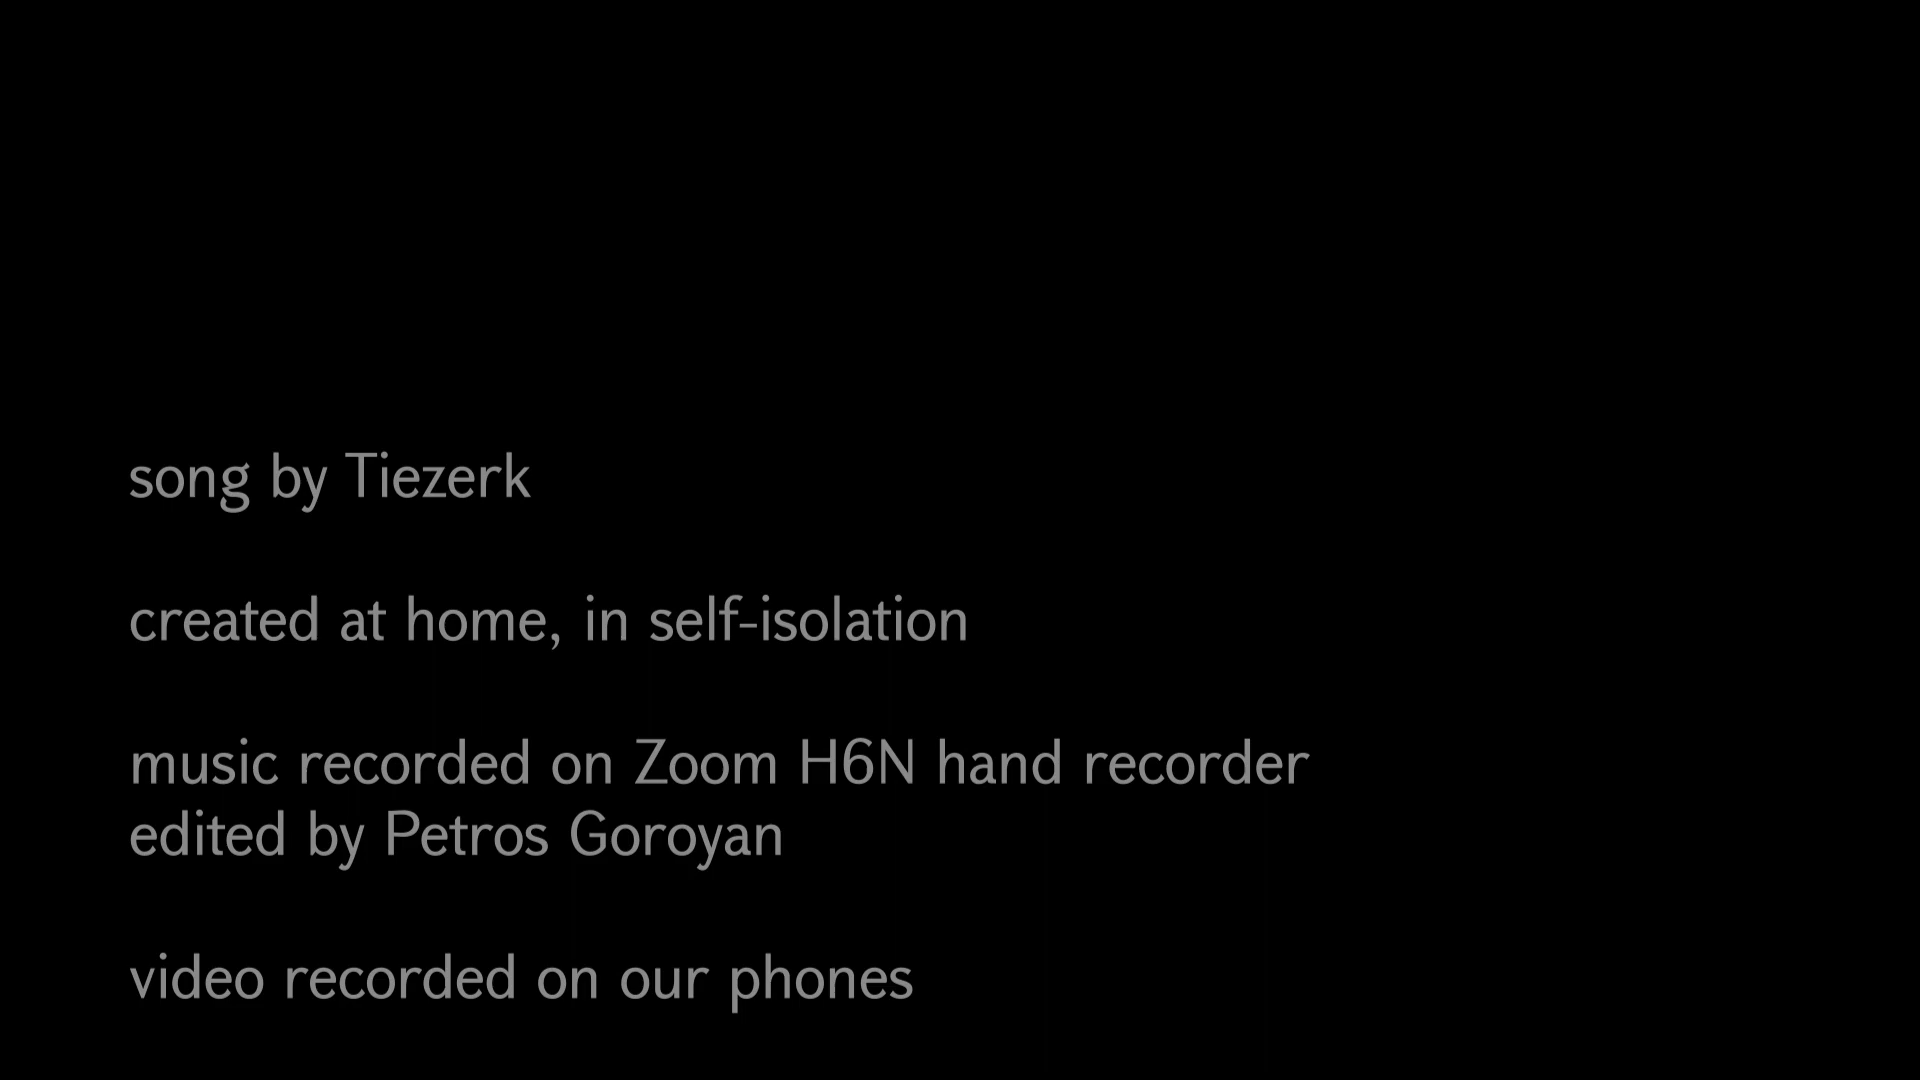 song by Tiezerk
created at home, in self-isolation
music recorded on Zoom H6N hand recorder
edited by Petros Goroyan
video recorded on our phones